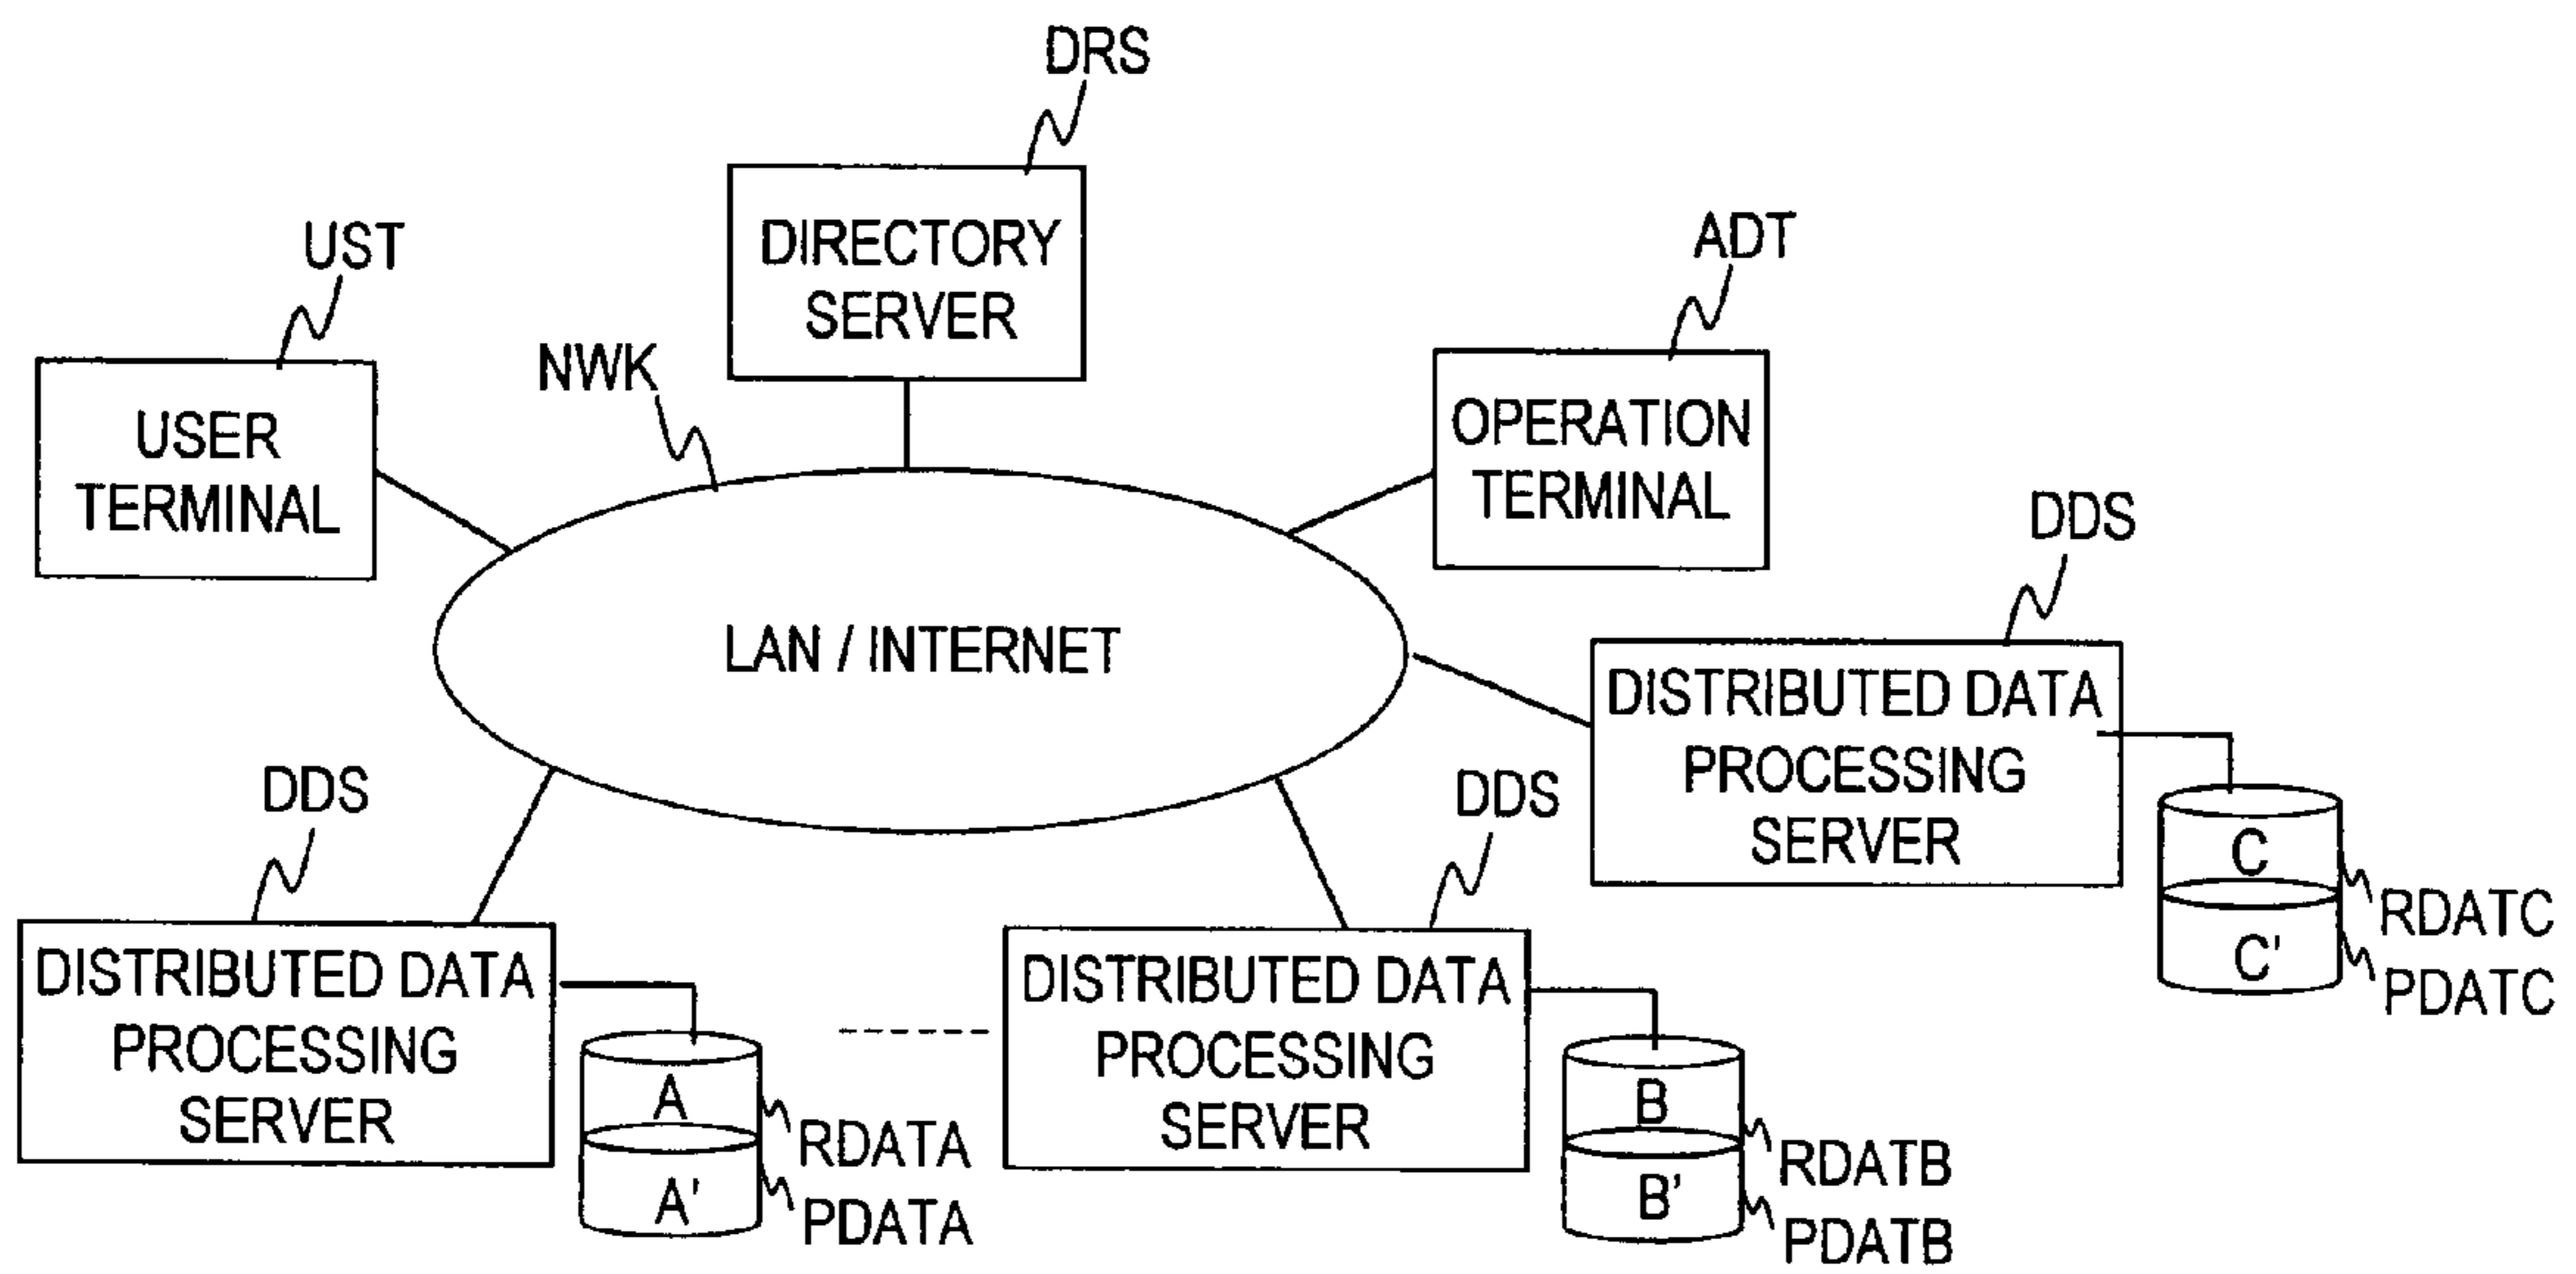 DRS
DIRECTORY
SERVER
UST
USER
TERMINAL
NWK
ADT
OPERATION
TERMINAL
LAN / INTERNET
DDS
DISTRIBUTED DATA
PROCESSING
SERVER
C
C'
RDATC
PDATC
DDS
DISTRIBUTED DATA
PROCESSING
SERVER
A
A'
RDATA
PDATA
DDS
DISTRIBUTED DATA
PROCESSING
SERVER
B
B'
RDATB
PDATB